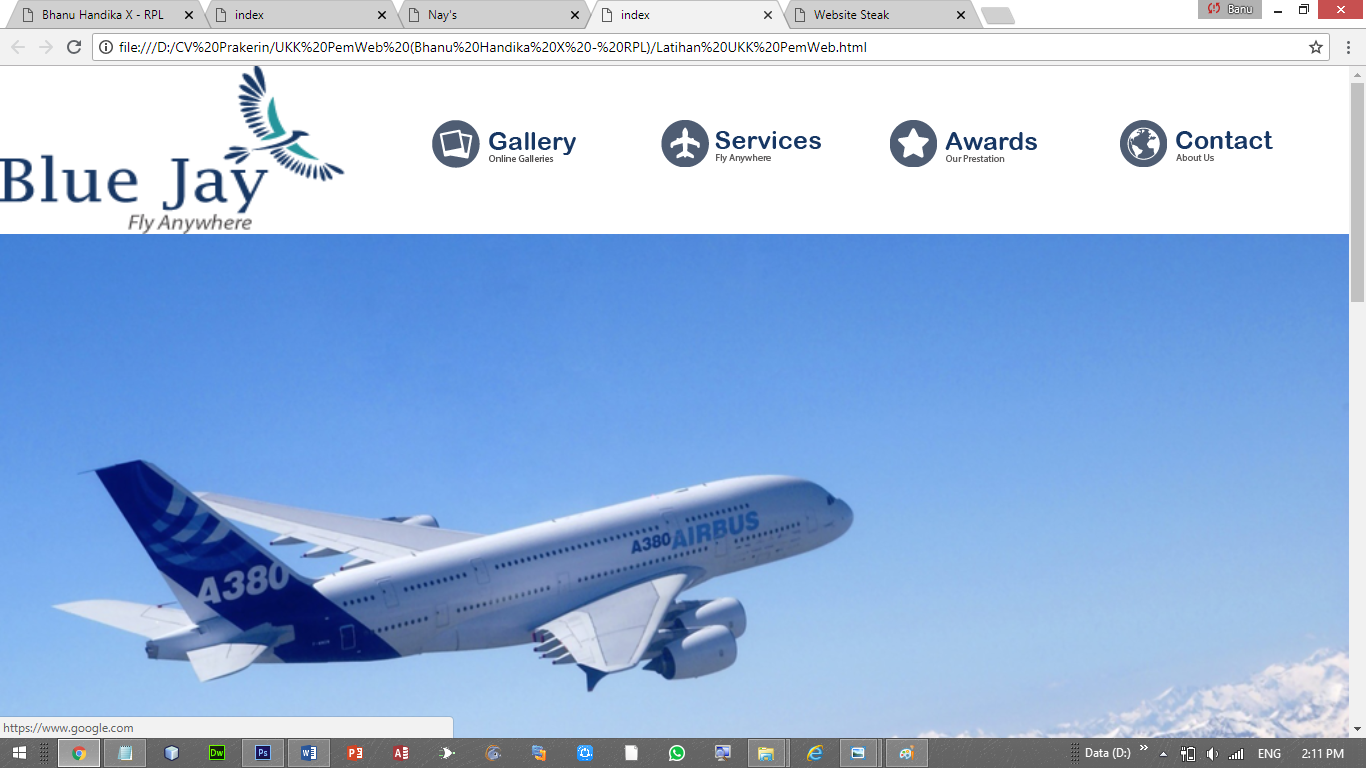 Bhanu Handika X - RPL
index
Nay's
index
Website Steak
Banu
file:///D:/CV%20Prakerin/UKK%20PemWeb%20(Bhanu%20Handika%20X%20-%20RPL)/Latihan%20UKK%20PemWeb.html
Blue Jay
Fly Anywhere
Gallery
Online Galleries
Services
Fly Anywhere
Awards
Our Prestation
Contact
About Us
A380 AIRBUS
A380
https://www.google.com
Dw
Ps
Data (D:)
ENG
2:11 PM